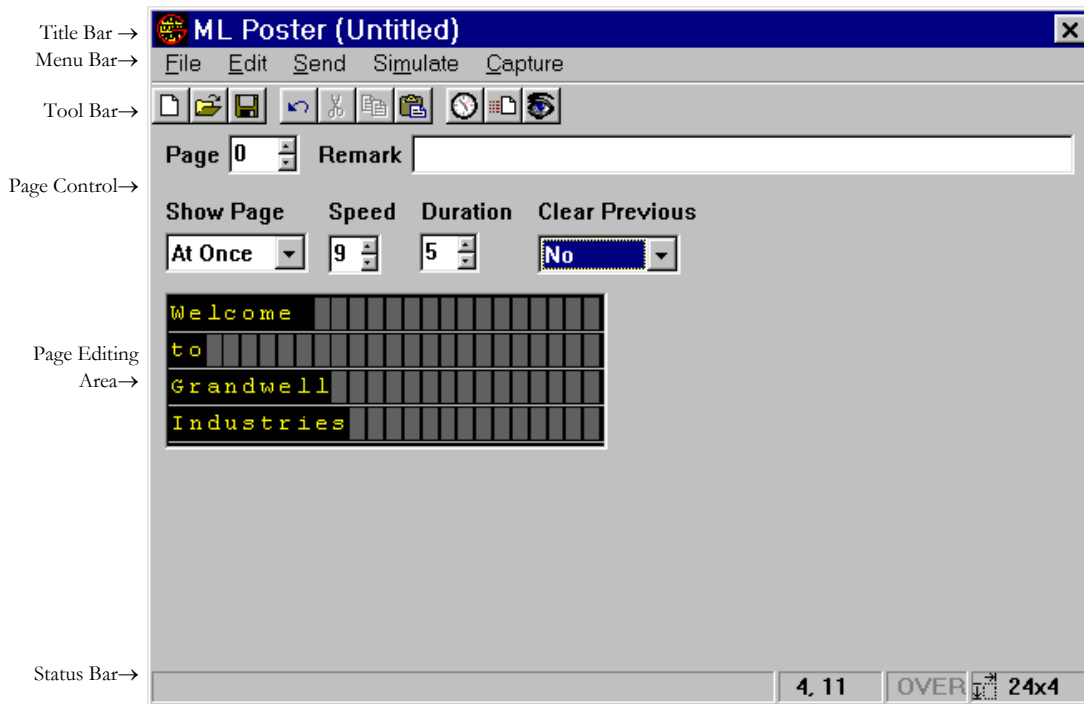 Title Bar → ML Poster (Untitled)
Menu Bar→ File Edit Send Simulate Capture
Tool Bar→
Page 0 Remark
Page Control→
Show Page Speed Duration Clear Previous
At Once 9 5 No
Welcome
to
Page Editing
Area→
Grandwell
Industries
Status Bar→ 4, 11 OVER 24x4